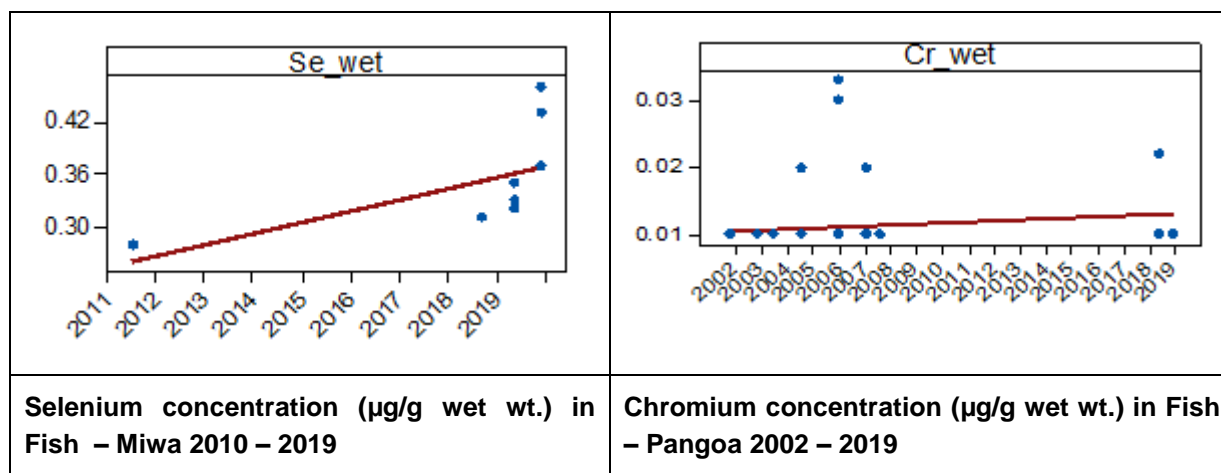 Se_wet
0.42
0.36
0.30
2011 2012 2013 2014 2015 2016 2017 2018 2019
Cr_wet
0.03
0.02
0.01
2002 2003 2004 2005 2006 2007 2008 2009 2010 2011 2012 2013 2014 2015 2016 2017 2018 2019
Selenium concentration (µg/g wet wt.) in
Fish – Miwa 2010 – 2019
Chromium concentration (µg/g wet wt.) in Fish
– Pangoa 2002 – 2019